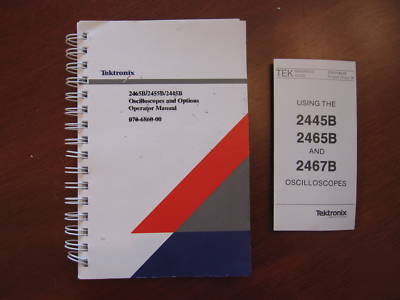 Tektronix
2465B/2455B/2445B
Oscilloscopes and Options
Operator Manual
070-6860-00
TEK
USING THE
2445B
2465B
AND
2467B
OSCILLOSCOPES
Tektronix